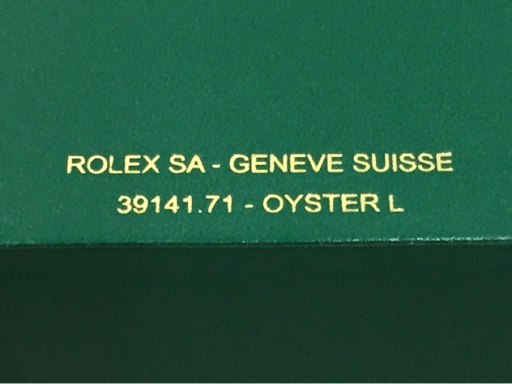 ROLEX SA - GENEVE SUISSE
39141.71 - OYSTER L